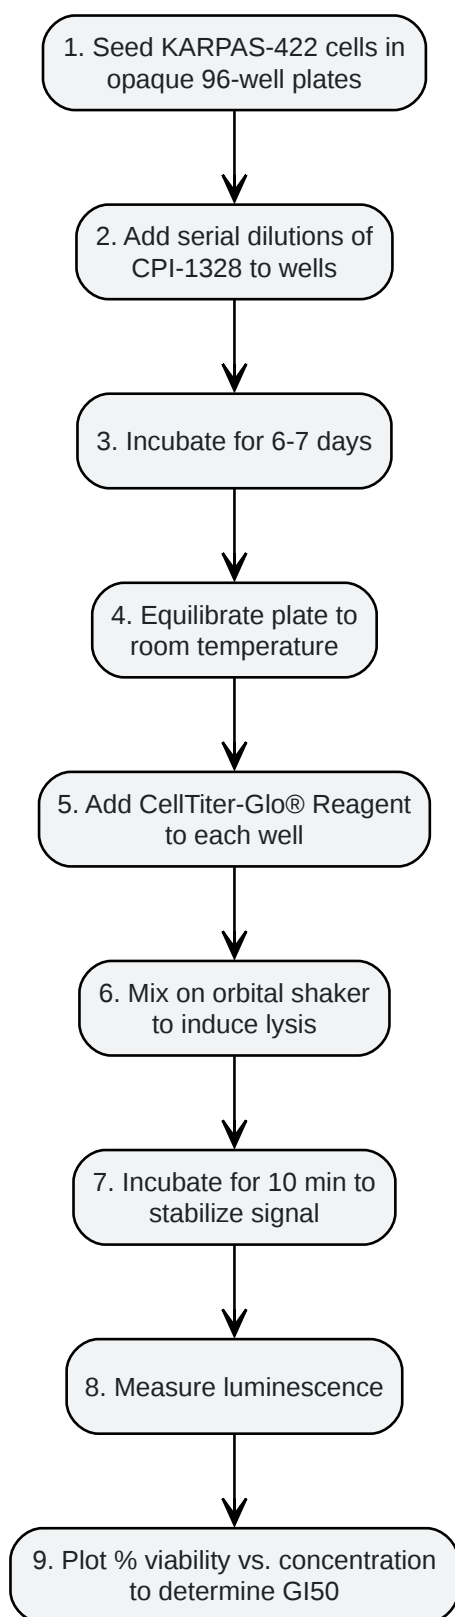 1. Seed KARPAS-422 cells in
opaque 96-well plates
2. Add serial dilutions of
CPI-1328 to wells
3. Incubate for 6-7 days
4. Equilibrate plate to
room temperature
5. Add CellTiter-Glo® Reagent
to each well
6. Mix on orbital shaker
to induce lysis
7. Incubate for 10 min to
stabilize signal
8. Measure luminescence
9. Plot % viability vs. concentration
to determine GI50